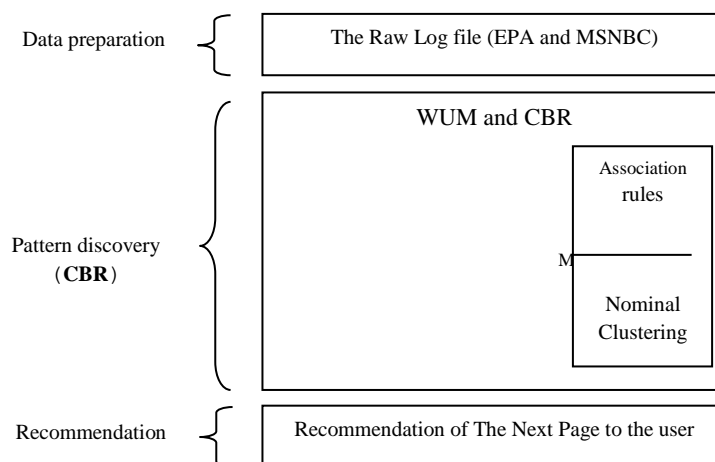 Data preparation
The Raw Log file (EPA and MSNBC)
WUM and CBR
Association
rules
Pattern discovery
(CBR)
M
Nominal
Clustering
Recommendation
Recommendation of The Next Page to the user